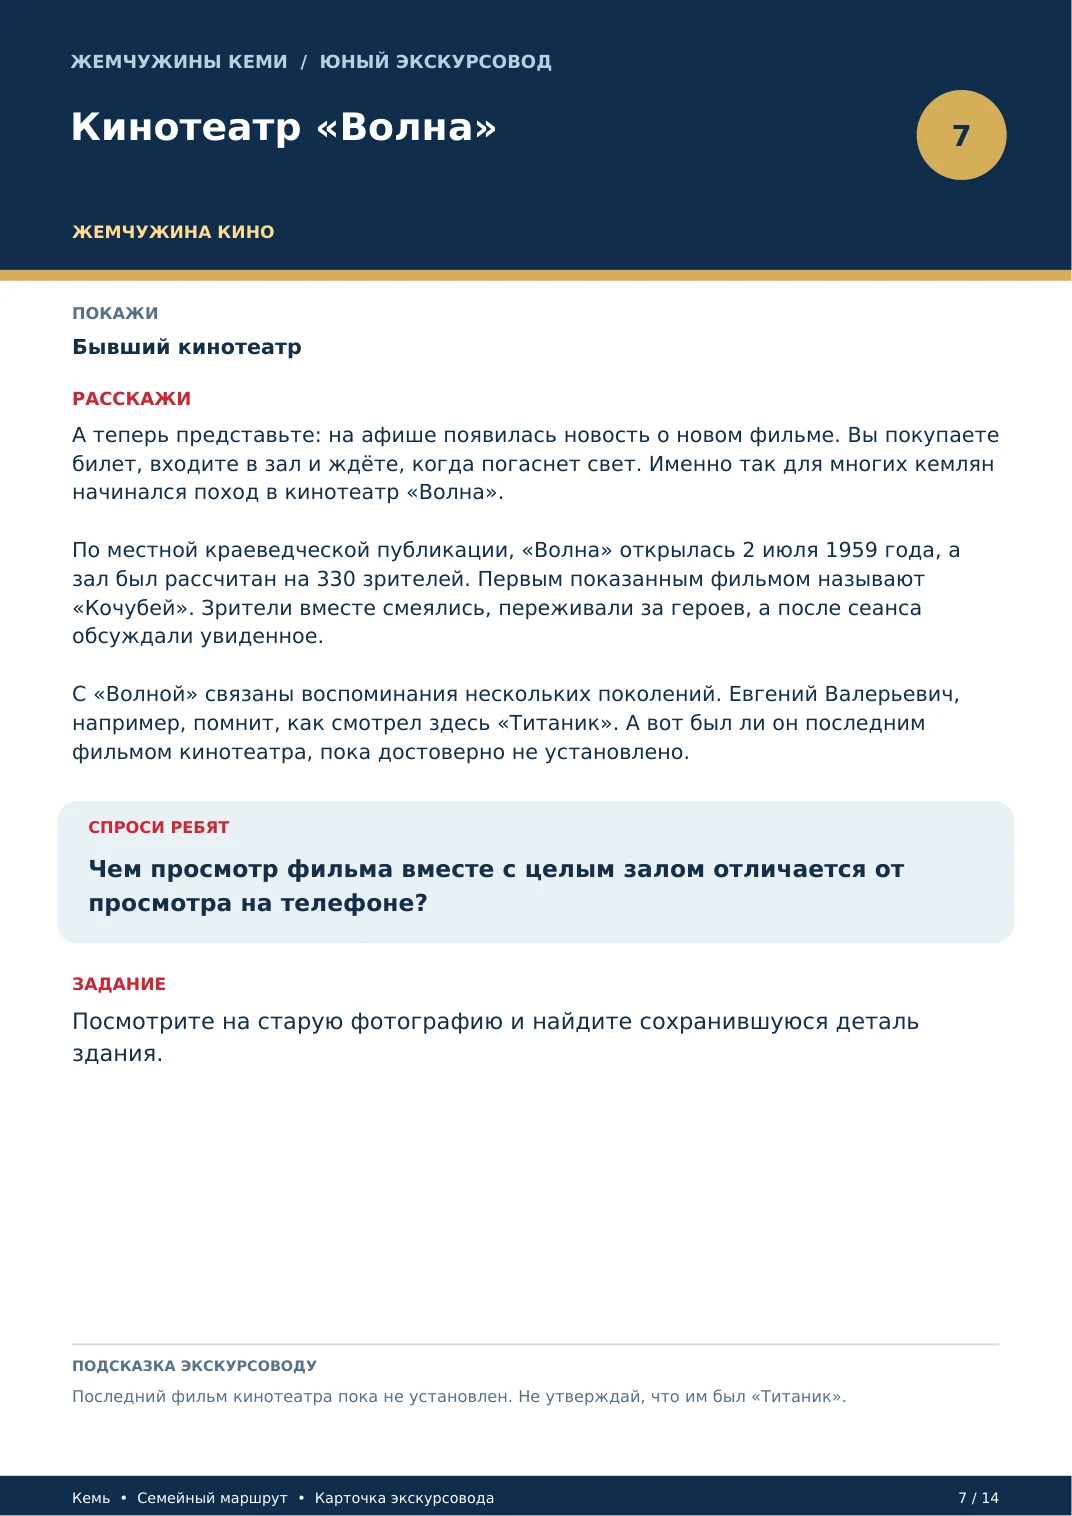 ЖЕМЧУЖИНЫ КЕМИ / ЮНЫЙ ЭКСКУРСОВОД
Кинотеатр «Волна»
7
ЖЕМЧУЖИНА КИНО
ПОКАЖИ
Бывший кинотеатр
РАССКАЖИ
А теперь представьте: на афише появилась новость о новом фильме. Вы покупаете
билет, входите в зал и ждёте, когда погаснет свет. Именно так для многих кемлян
начинался поход в кинотеатр «Волна».
По местной краеведческой публикации, «Волна» открылась 2 июля 1959 года, а
зал был рассчитан на 330 зрителей. Первым показанным фильмом называют
«Кочубей». Зрители вместе смеялись, переживали за героев, а после сеанса
обсуждали увиденное.
С «Волной» связаны воспоминания нескольких поколений. Евгений Валерьевич,
например, помнит, как смотрел здесь «Титаник». А вот был ли он последним
фильмом кинотеатра, пока достоверно не установлено.
СПРОСИ РЕБЯТ
Чем просмотр фильма вместе с целым залом отличается от
просмотра на телефоне?
ЗАДАНИЕ
Посмотрите на старую фотографию и найдите сохранившуюся деталь
здания.
ПОДСКАЗКА ЭКСКУРСОВОДУ
Последний фильм кинотеатра пока не установлен. Не утверждай, что им был «Титаник».
Кемь • Семейный маршрут • Карточка экскурсовода
7 / 14